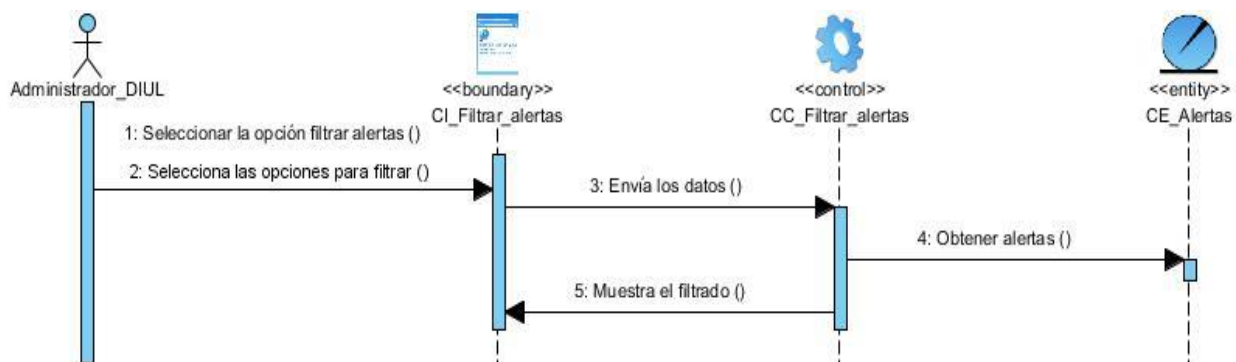 Administrador_DIUL
<<boundary>>
CI_Filtrar_alertas
<<control>>
CC_Filtrar_alertas
<<entity>>
CE_Alertas
1: Seleccionar la opción filtrar alertas ()
2: Selecciona las opciones para filtrar ()
3: Envía los datos ()
4: Obtener alertas ()
5: Muestra el filtrado ()